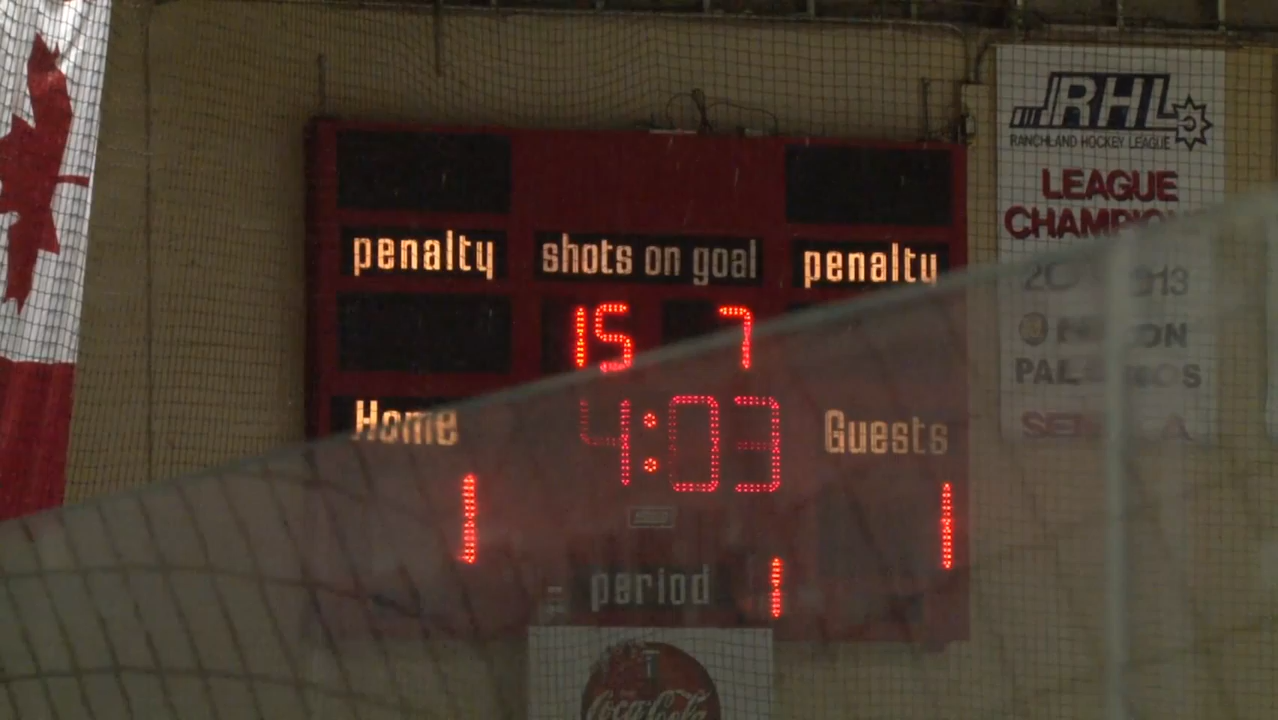 RHL
RANCHLAND HOCKEY LEAGUE
LEAGUE
penalty shots on goal penalty
15 7
Home 4:03 Guests
1 1
period 1
Coca-Cola